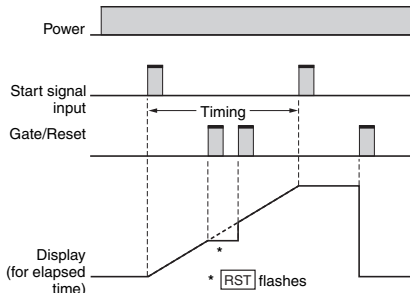 Power
Start signal
input
Timing
Gate/Reset
Display
(for elapsed
time)
*
* RST flashes